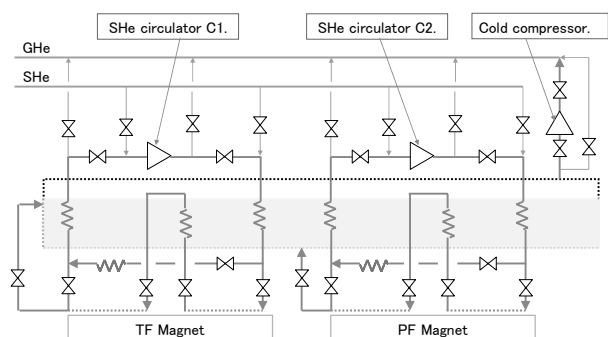 SHe circulator C1.
SHe circulator C2.
Cold compressor.
GHe
SHe
TF Magnet
PF Magnet